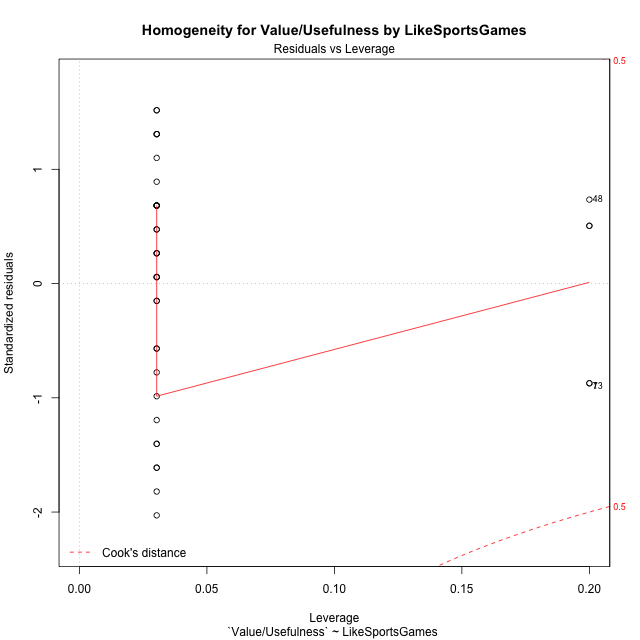 Homogeneity for Value/Usefulness by LikeSportsGames
Residuals vs Leverage
0.5
1
0
-1
-2
Standardized residuals
48
73
0.5
Cook's distance
0.00 0.05 0.10 0.15 0.20
Leverage
`Value/Usefulness` ~ LikeSportsGames